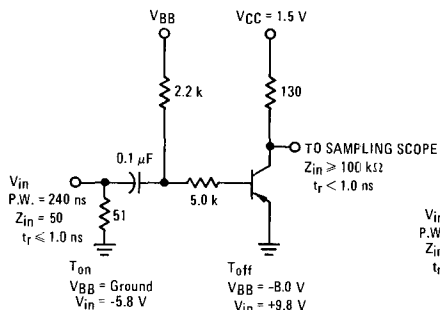 VBB
VCC = 1.5 V
2.2 k
130
TO SAMPLING SCOPE
Zin ≥ 100 kΩ
tr < 1.0 ns
0.1 μF
5.0 k
Vin
P.W. = 240 ns
Zin = 50
tr ≤ 1.0 ns
51
Ton
VBB = Ground
Vin = -5.8 V
Toff
VBB = -8.0 V
Vin = +9.8 V
Vin
P.W
Zin
tr